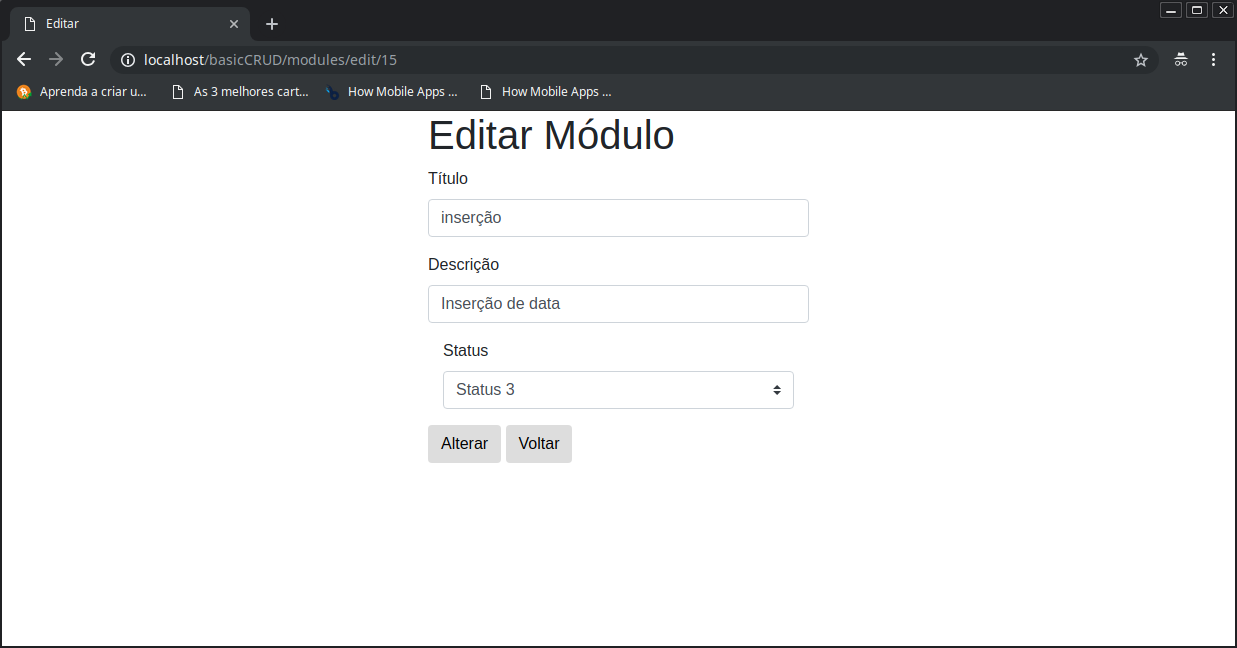 Editar
localhost/basicCRUD/modules/edit/15
Aprenda a criar u... As 3 melhores cart... How Mobile Apps ... How Mobile Apps ...
Editar Módulo
Título
inserção
Descrição
Inserção de data
Status
Status 3
Alterar Voltar